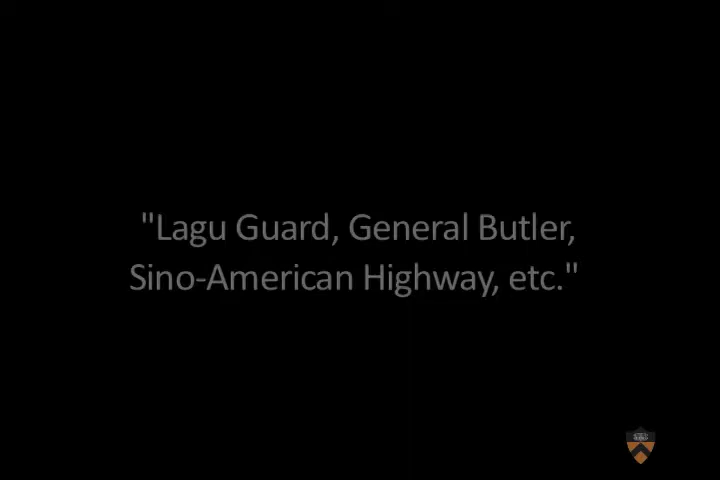 "Lagu Guard, General Butler,
Sino-American Highway, etc."